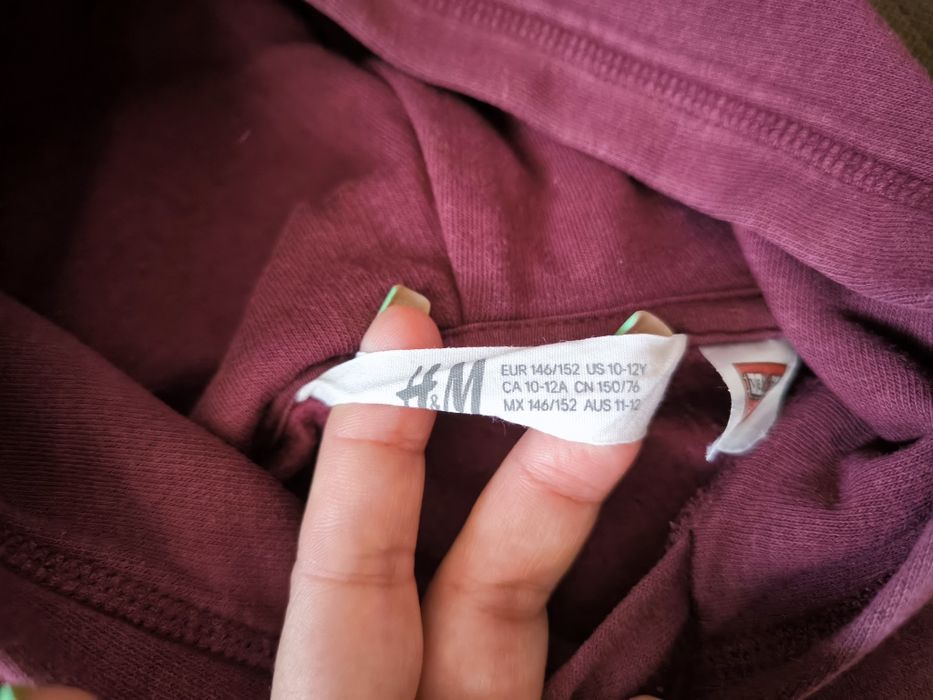 H&M
EUR 146/152 US 10-12Y
CA 10-12A CN 150/76
MX 146/152 AUS 11-12